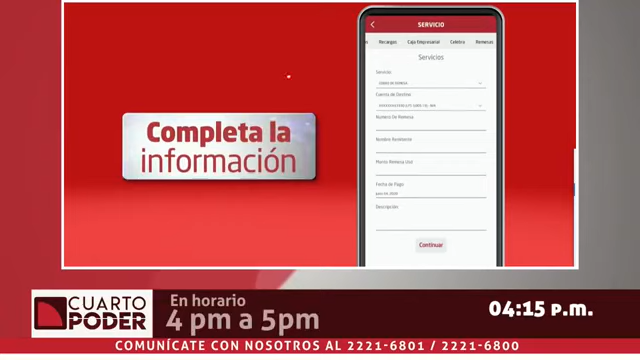 SERVICIO
Recargas Caja Empresarial Celebra Remesas
Servicios
Servicio:
Cuenta de Destino
Número De Remesa
Nombre Remitente
Monto Remesa Usd
Fecha de Pago
Descripción
Continuar
Completa la
información
CUARTO
PODER
En horario
4 pm a 5pm
04:15 p.m.
COMUNÍCATE CON NOSOTROS AL 2221-6801 / 2221-6800